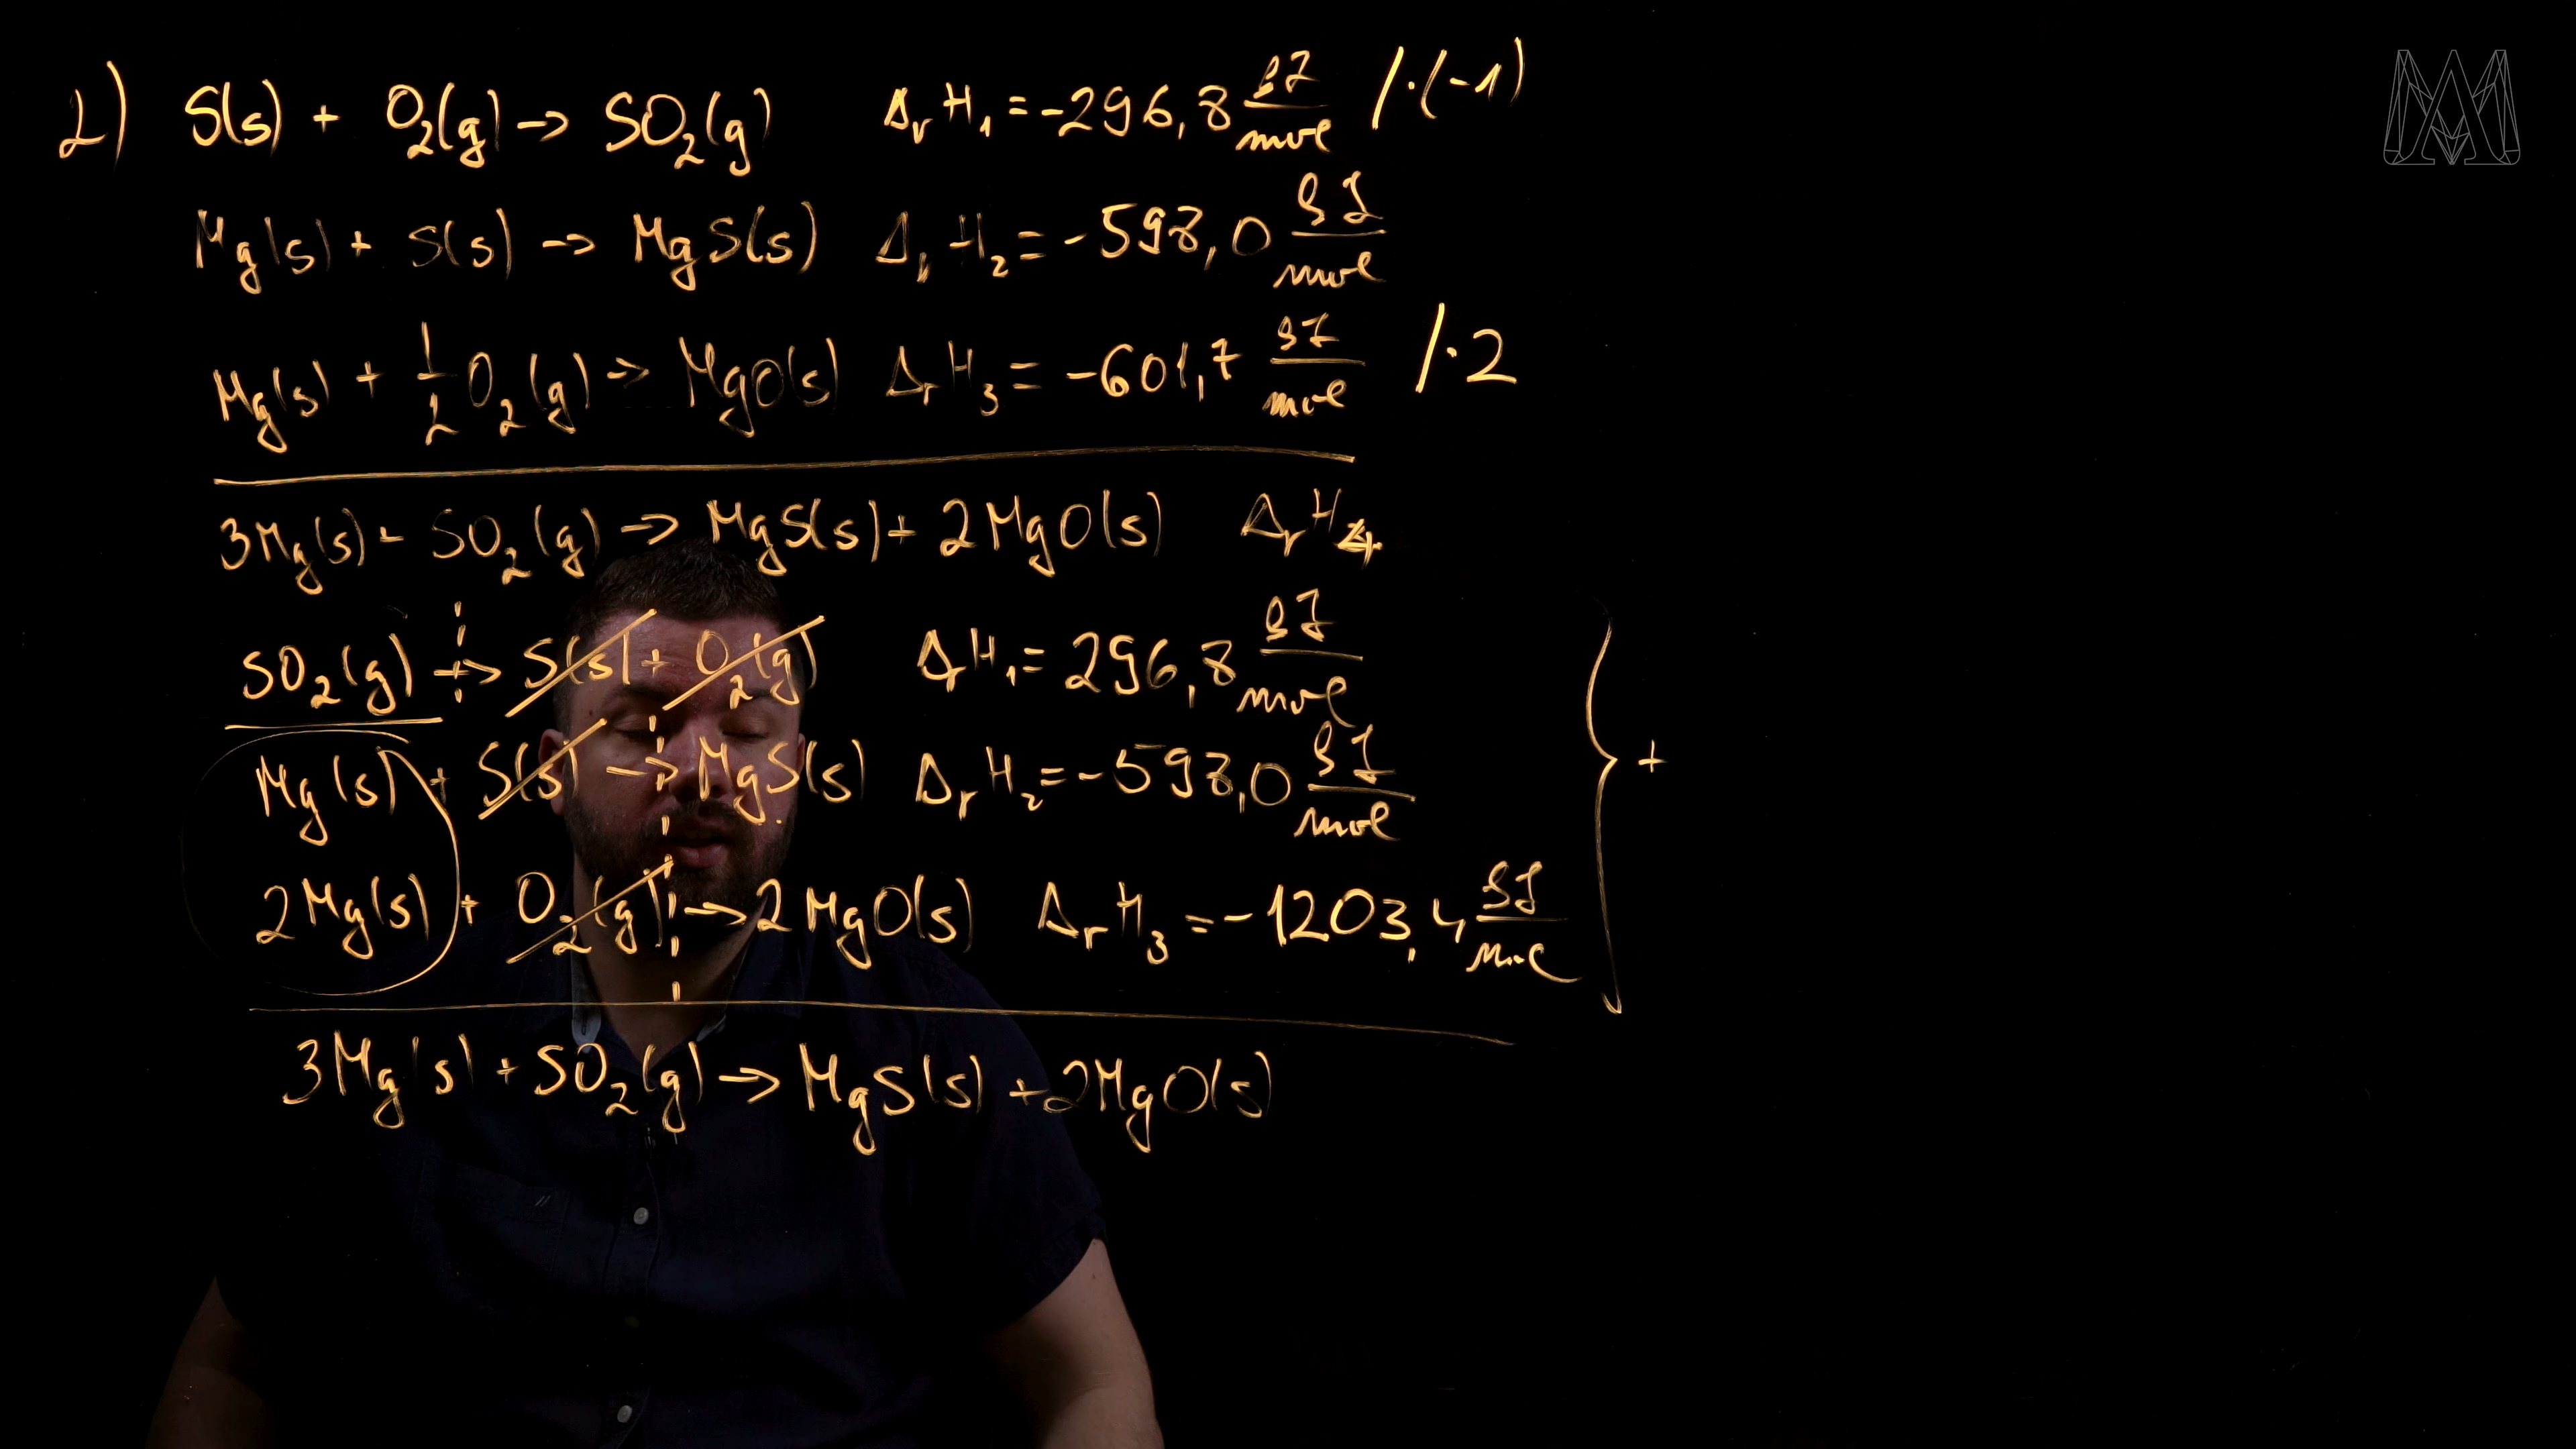 2) S(s) + O₂(g) → SO₂(g) ΔᵣH₁ = -296,8 kJ/mol /·(-1)
Mg(s) + S(s) → MgS(s) ΔᵣH₂ = -598,0 kJ/mol
Mg(s) + 1/2 O₂(g) → MgO(s) ΔᵣH₃ = -601,7 kJ/mol /·2
3Mg(s) + SO₂(g) → MgS(s) + 2MgO(s) ΔᵣH₄
SO₂(g) → S(s) + O₂(g) ΔᵣH₁ = 296,8 kJ/mol
Mg(s) + S(s) → MgS(s) ΔᵣH₂ = -598,0 kJ/mol
+
2Mg(s) + O₂(g) → 2MgO(s) ΔᵣH₃ = -1203,4 kJ/mol
3Mg(s) + SO₂(g) → MgS(s) + 2MgO(s)